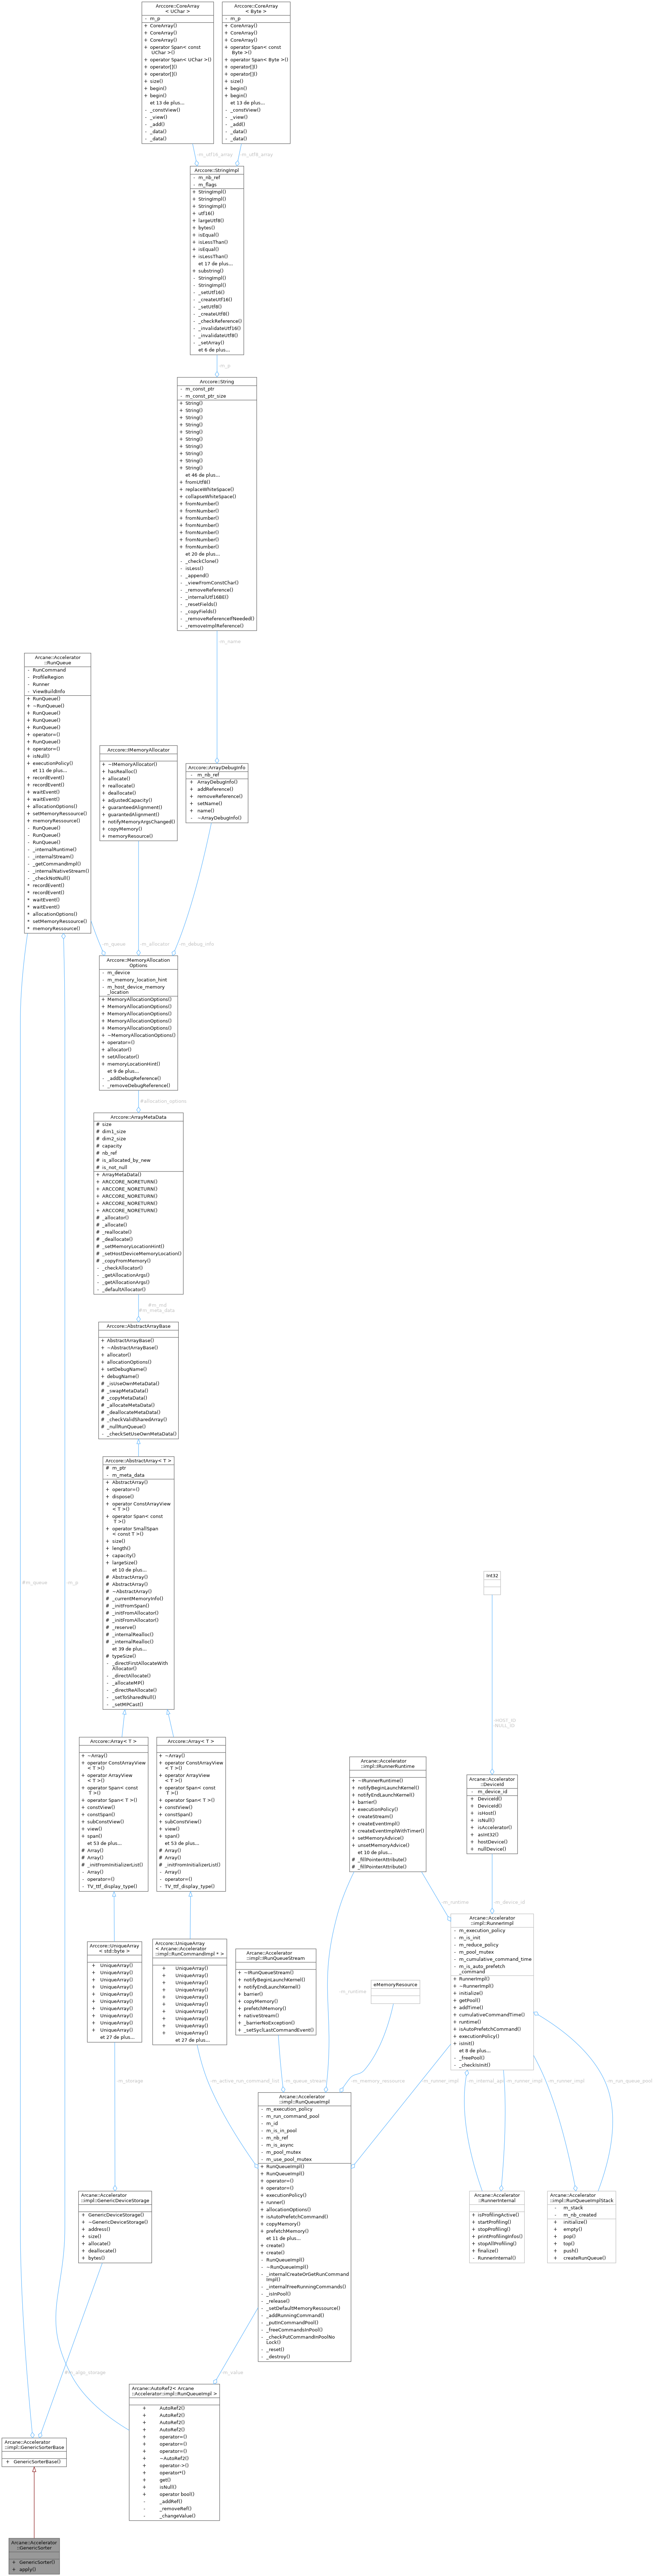 Arccore::CoreArray
< UChar >
- m_p
+ CoreArray()
+ CoreArray()
+ CoreArray()
+ operator Span< const
UChar >()
+ operator Span< UChar >()
+ operator[]()
+ operator[]()
+ size()
+ begin()
+ begin()
et 13 de plus...
- _constView()
- _view()
- _add()
- _data()
- _data()
Arccore::CoreArray
< Byte >
- m_p
+ CoreArray()
+ CoreArray()
+ CoreArray()
+ operator Span< const
Byte >()
+ operator Span< Byte >()
+ operator[]()
+ operator[]()
+ size()
+ begin()
+ begin()
et 13 de plus...
- _constView()
- _view()
- _add()
- _data()
- _data()
-m_utf16_array
-m_utf8_array
Arccore::StringImpl
- m_nb_ref
- m_flags
+ StringImpl()
+ StringImpl()
+ StringImpl()
+ utf16()
+ largeUtf8()
+ bytes()
+ isEqual()
+ isLessThan()
+ isEqual()
+ isLessThan()
et 17 de plus...
+ substring()
- StringImpl()
- StringImpl()
- _setUtf16()
- _createUtf16()
- _setUtf8()
- _createUtf8()
- _checkReference()
- _invalidateUtf16()
- _invalidateUtf8()
- _setArray()
et 6 de plus...
-m_p
Arccore::String
- m_const_ptr
- m_const_ptr_size
+ String()
+ String()
+ String()
+ String()
+ String()
+ String()
+ String()
+ String()
+ String()
+ String()
et 46 de plus...
+ fromUtf8()
+ replaceWhiteSpace()
+ collapseWhiteSpace()
+ fromNumber()
+ fromNumber()
+ fromNumber()
+ fromNumber()
+ fromNumber()
+ fromNumber()
+ fromNumber()
et 20 de plus...
- _checkClone()
- isLess()
- _append()
- _viewFromConstChar()
- _removeReference()
- _internalUtf16BE()
- _resetFields()
- _copyFields()
- _removeReferenceIfNeeded()
- _removeImplReference()
-m_name
Arcane::Accelerator
::RunQueue
- RunCommand
- ProfileRegion
- Runner
- ViewBuildInfo
+ RunQueue()
+ ~RunQueue()
+ RunQueue()
+ RunQueue()
+ RunQueue()
+ operator=()
+ RunQueue()
+ operator=()
+ isNull()
+ executionPolicy()
et 11 de plus...
+ recordEvent()
+ recordEvent()
+ waitEvent()
+ waitEvent()
+ allocationOptions()
+ setMemoryRessource()
+ memoryRessource()
- RunQueue()
- RunQueue()
- RunQueue()
- _internalRuntime()
- _internalStream()
- _getCommandImpl()
- _internalNativeStream()
- _checkNotNull()
* recordEvent()
* recordEvent()
* waitEvent()
* waitEvent()
* allocationOptions()
* setMemoryRessource()
* memoryRessource()
Arccore::IMemoryAllocator
+ ~IMemoryAllocator()
+ hasRealloc()
+ allocate()
+ reallocate()
+ deallocate()
+ adjustedCapacity()
+ guaranteedAlignment()
+ guarantedAlignment()
+ notifyMemoryArgsChanged()
+ copyMemory()
+ memoryResource()
Arccore::ArrayDebugInfo
- m_nb_ref
+ ArrayDebugInfo()
+ addReference()
+ removeReference()
+ setName()
+ name()
- ~ArrayDebugInfo()
-m_queue
-m_allocator
-m_debug_info
Arccore::MemoryAllocation
Options
- m_device
- m_memory_location_hint
- m_host_device_memory
_location
+ MemoryAllocationOptions()
+ MemoryAllocationOptions()
+ MemoryAllocationOptions()
+ MemoryAllocationOptions()
+ MemoryAllocationOptions()
+ ~MemoryAllocationOptions()
+ operator=()
+ allocator()
+ setAllocator()
+ memoryLocationHint()
et 9 de plus...
- _addDebugReference()
- _removeDebugReference()
#allocation_options
Arccore::ArrayMetaData
# size
# dim1_size
# dim2_size
# capacity
# nb_ref
# is_allocated_by_new
# is_not_null
+ ArrayMetaData()
+ ARCCORE_NORETURN()
+ ARCCORE_NORETURN()
+ ARCCORE_NORETURN()
+ ARCCORE_NORETURN()
+ ARCCORE_NORETURN()
# _allocator()
# _allocate()
# _reallocate()
# _deallocate()
# _setMemoryLocationHint()
# _setHostDeviceMemoryLocation()
# _copyFromMemory()
- _checkAllocator()
- _getAllocationArgs()
- _getAllocationArgs()
- _defaultAllocator()
#m_md
#m_meta_data
Arccore::AbstractArrayBase
+ AbstractArrayBase()
+ ~AbstractArrayBase()
+ allocator()
+ allocationOptions()
+ setDebugName()
+ debugName()
# _isUseOwnMetaData()
# _swapMetaData()
# _copyMetaData()
# _allocateMetaData()
# _deallocateMetaData()
# _checkValidSharedArray()
# _nullRunQueue()
- _checkSetUseOwnMetaData()
Arccore::AbstractArray< T >
# m_ptr
- m_meta_data
+ AbstractArray()
+ operator=()
+ dispose()
+ operator ConstArrayView
< T >()
+ operator Span< const
T >()
+ operator SmallSpan
< const T >()
+ size()
+ length()
+ capacity()
+ largeSize()
et 10 de plus...
# AbstractArray()
# AbstractArray()
# ~AbstractArray()
# _currentMemoryInfo()
# _initFromSpan()
# _initFromAllocator()
# _initFromAllocator()
# _reserve()
# _internalRealloc()
# _internalRealloc()
et 39 de plus...
# typeSize()
- _directFirstAllocateWith
Allocator()
- _directAllocate()
- _allocateMP()
- _directReAllocate()
- _setToSharedNull()
- _setMPCast()
#m_queue
-m_p
Int32
-HOST_ID
-NULL_ID
Arccore::Array< T >
+ ~Array()
+ operator ConstArrayView
< T >()
+ operator ArrayView
< T >()
+ operator Span< const
T >()
+ operator Span< T >()
+ constView()
+ constSpan()
+ subConstView()
+ view()
+ span()
et 53 de plus...
# Array()
# Array()
# _initFromInitializerList()
- Array()
- operator=()
- TV_ttf_display_type()
Arccore::Array< T >
+ ~Array()
+ operator ConstArrayView
< T >()
+ operator ArrayView
< T >()
+ operator Span< const
T >()
+ operator Span< T >()
+ constView()
+ constSpan()
+ subConstView()
+ view()
+ span()
et 53 de plus...
# Array()
# Array()
# _initFromInitializerList()
- Array()
- operator=()
- TV_ttf_display_type()
Arcane::Accelerator
::impl::IRunnerRuntime
+ ~IRunnerRuntime()
+ notifyBeginLaunchKernel()
+ notifyEndLaunchKernel()
+ barrier()
+ executionPolicy()
+ createStream()
+ createEventImpl()
+ createEventImplWithTimer()
+ setMemoryAdvice()
+ unsetMemoryAdvice()
et 10 de plus...
# _fillPointerAttribute()
# _fillPointerAttribute()
Arcane::Accelerator
::DeviceId
- m_device_id
+ DeviceId()
+ DeviceId()
+ isHost()
+ isNull()
+ isAccelerator()
+ asInt32()
+ hostDevice()
+ nullDevice()
-m_runtime
-m_device_id
Arccore::UniqueArray
< std::byte >
+ UniqueArray()
+ UniqueArray()
+ UniqueArray()
+ UniqueArray()
+ UniqueArray()
+ UniqueArray()
+ UniqueArray()
+ UniqueArray()
+ UniqueArray()
+ UniqueArray()
et 27 de plus...
Arccore::UniqueArray
< Arcane::Accelerator
::impl::RunCommandImpl * >
+ UniqueArray()
+ UniqueArray()
+ UniqueArray()
+ UniqueArray()
+ UniqueArray()
+ UniqueArray()
+ UniqueArray()
+ UniqueArray()
+ UniqueArray()
+ UniqueArray()
et 27 de plus...
Arcane::Accelerator
::impl::IRunQueueStream
+ ~IRunQueueStream()
+ notifyBeginLaunchKernel()
+ notifyEndLaunchKernel()
+ barrier()
+ copyMemory()
+ prefetchMemory()
+ nativeStream()
+ _barrierNoException()
+ _setSyclLastCommandEvent()
eMemoryResource
Arcane::Accelerator
::impl::RunnerImpl
- m_execution_policy
- m_is_init
- m_reduce_policy
- m_pool_mutex
- m_cumulative_command_time
- m_is_auto_prefetch
_command
+ RunnerImpl()
+ ~RunnerImpl()
+ initialize()
+ getPool()
+ addTime()
+ cumulativeCommandTime()
+ runtime()
+ isAutoPrefetchCommand()
+ executionPolicy()
+ isInit()
et 8 de plus...
- _freePool()
- _checkIsInit()
-m_runtime
-m_storage
-m_active_run_command_list
-m_queue_stream
-m_memory_ressource
-m_runner_impl
-m_internal_api
-m_runner_impl
-m_runner_impl
-m_run_queue_pool
Arcane::Accelerator
::impl::RunQueueImpl
- m_execution_policy
- m_run_command_pool
- m_id
- m_is_in_pool
- m_nb_ref
- m_is_async
- m_pool_mutex
- m_use_pool_mutex
+ RunQueueImpl()
+ RunQueueImpl()
+ operator=()
+ operator=()
+ executionPolicy()
+ runner()
+ allocationOptions()
+ isAutoPrefetchCommand()
+ copyMemory()
+ prefetchMemory()
et 11 de plus...
+ create()
+ create()
- RunQueueImpl()
- ~RunQueueImpl()
- _internalCreateOrGetRunCommand
Impl()
- _internalFreeRunningCommands()
- _isInPool()
- _release()
- _setDefaultMemoryRessource()
- _addRunningCommand()
- _putInCommandPool()
- _freeCommandsInPool()
- _checkPutCommandInPoolNo
Lock()
- _reset()
- _destroy()
Arcane::Accelerator
::impl::GenericDeviceStorage
+ GenericDeviceStorage()
+ ~GenericDeviceStorage()
+ address()
+ size()
+ allocate()
+ deallocate()
+ bytes()
Arcane::Accelerator
::RunnerInternal
+ isProfilingActive()
+ startProfiling()
+ stopProfiling()
+ printProfilingInfos()
+ stopAllProfiling()
+ finalize()
- RunnerInternal()
Arcane::Accelerator
::impl::RunQueueImplStack
- m_stack
- m_nb_created
+ initialize()
+ empty()
+ pop()
+ top()
+ push()
+ createRunQueue()
#m_algo_storage
-m_value
Arcane::AutoRef2< Arcane
::Accelerator::impl::RunQueueImpl >
+ AutoRef2()
+ AutoRef2()
+ AutoRef2()
+ AutoRef2()
+ operator=()
+ operator=()
+ operator=()
+ ~AutoRef2()
+ operator->()
+ operator*()
+ get()
+ isNull()
+ operator bool()
- _addRef()
- _removeRef()
- _changeValue()
Arcane::Accelerator
::impl::GenericSorterBase
+ GenericSorterBase()
Arcane::Accelerator
::GenericSorter
+ GenericSorter()
+ apply()